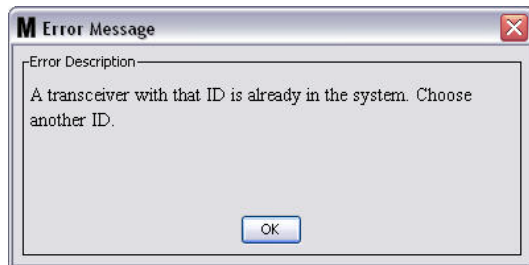 M Error Message
Error Description
A transceiver with that ID is already in the system. Choose
another ID.
OK